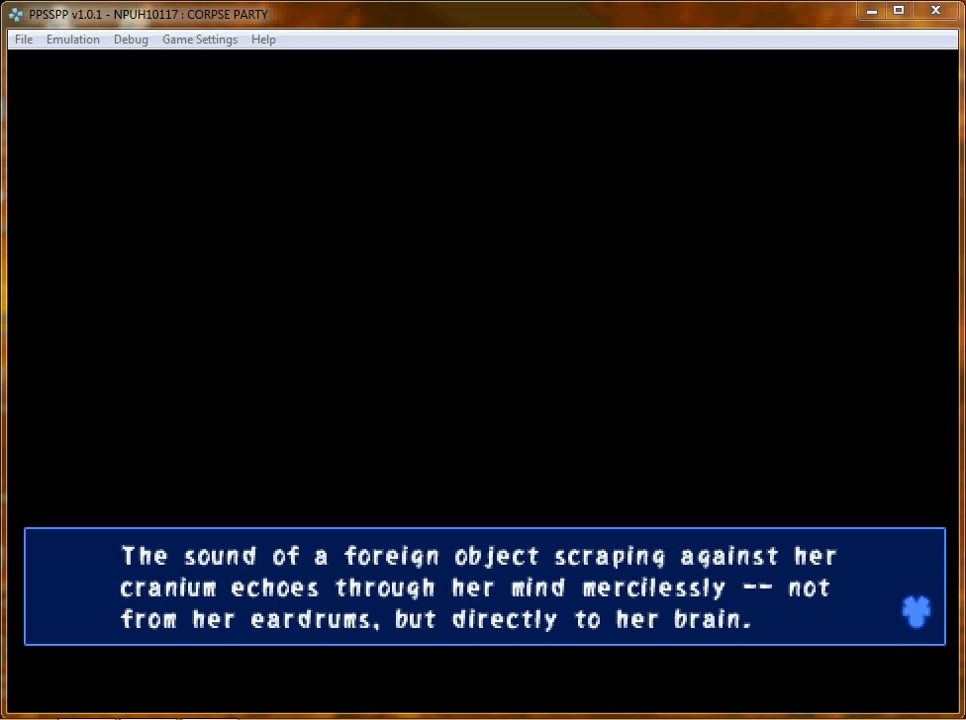 PPSSPP v1.0.1 - NPUH10117 : CORPSE PARTY
File Emulation Debug Game Settings Help
The sound of a foreign object scraping against her
cranium echoes through her mind mercilessly -- not
from her eardrums, but directly to her brain.